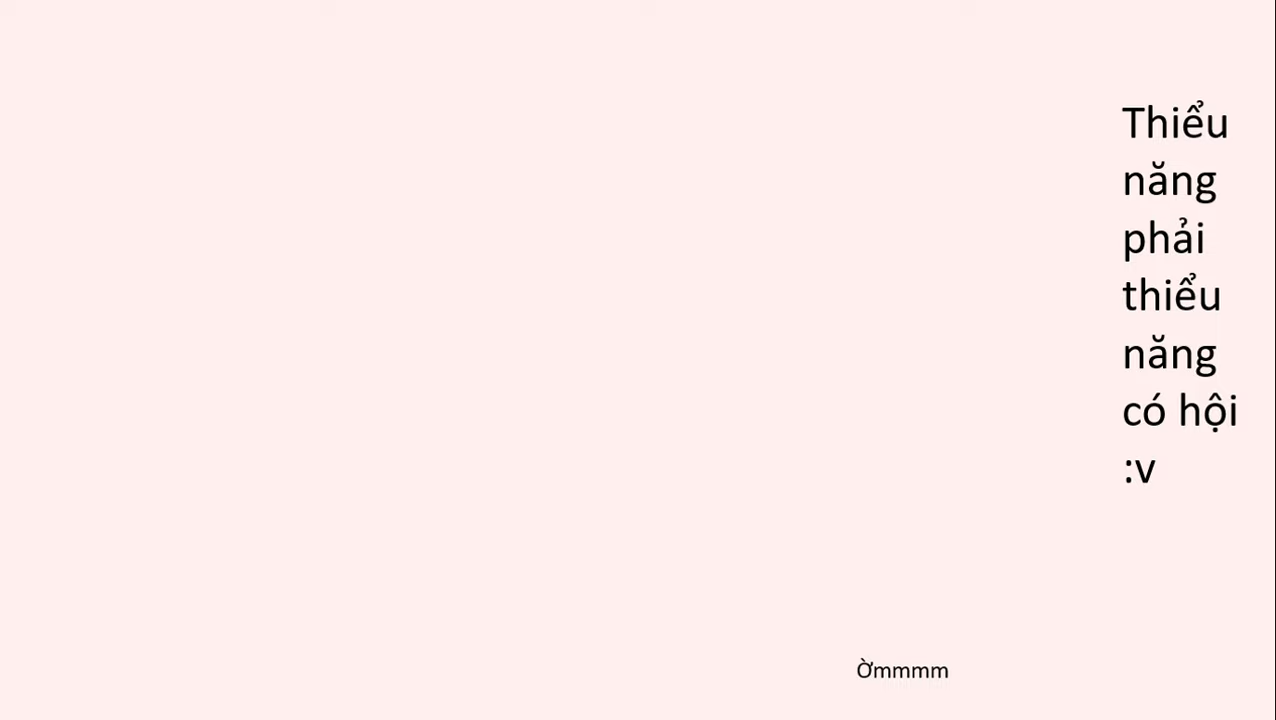 Thiểu
năng
phải
thiểu
năng
có hội
:v
Ờmmmm